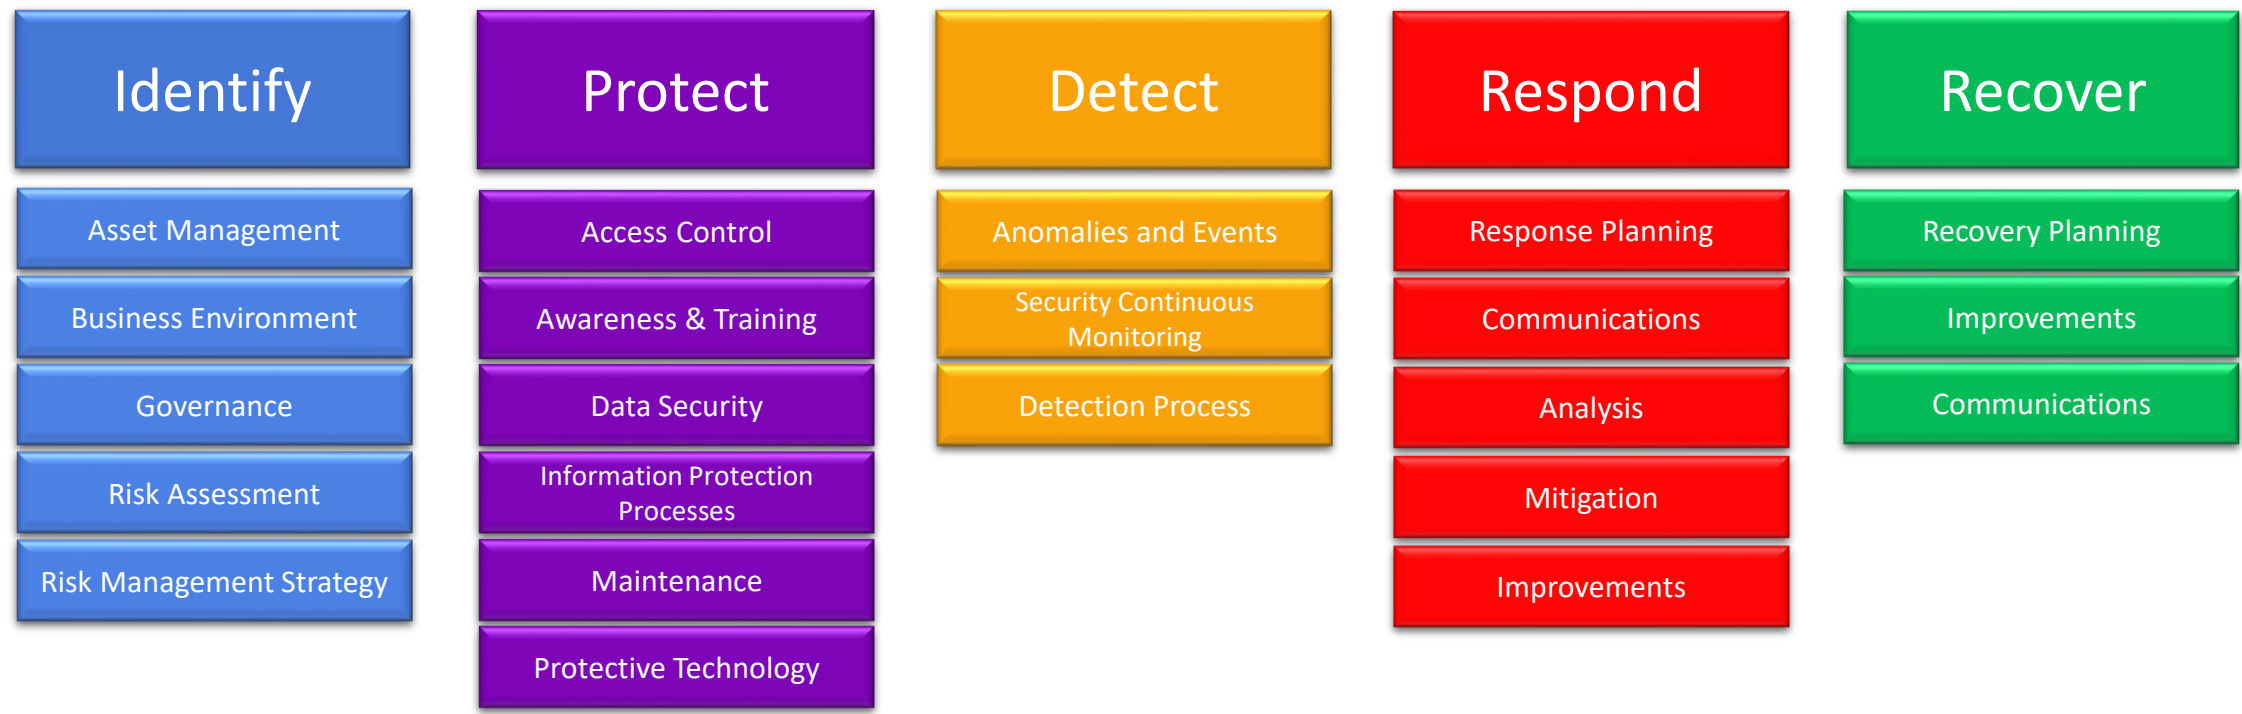 Identify
Asset Management
Business Environment
Governance
Risk Assessment
Risk Management Strategy
Protect
Access Control
Awareness & Training
Data Security
Information Protection
Processes
Maintenance
Protective Technology
Detect
Anomalies and Events
Security Continuous
Monitoring
Detection Process
Respond
Response Planning
Communications
Analysis
Mitigation
Improvements
Recover
Recovery Planning
Improvements
Communications